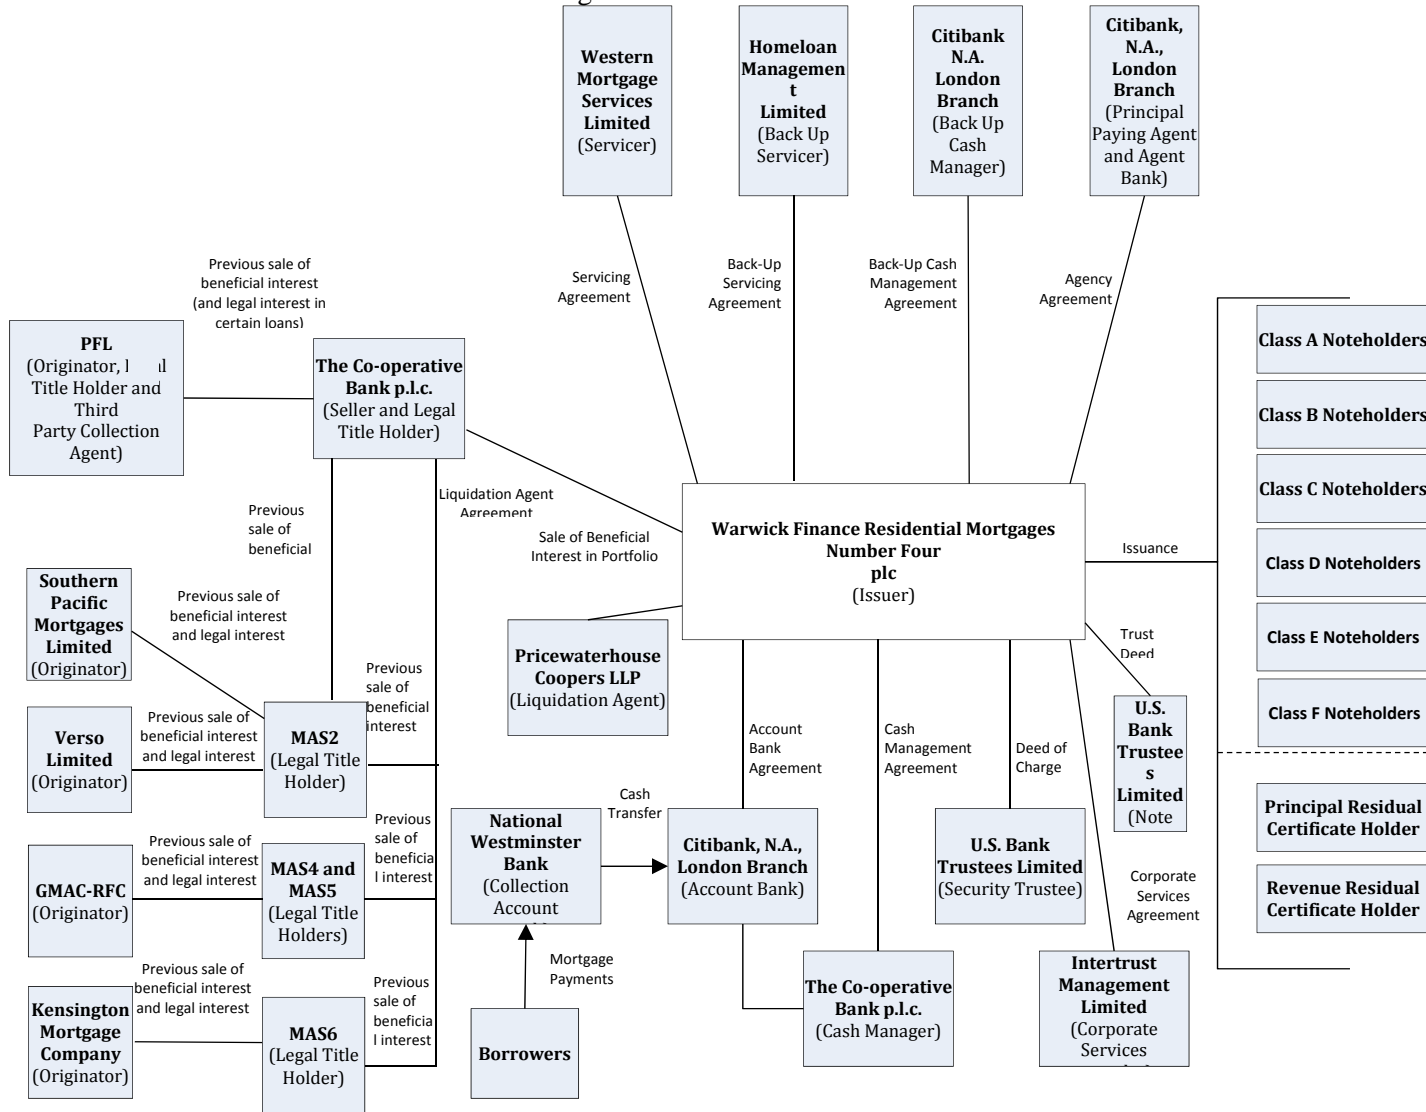 Western
Mortgage
Services
Limited
(Servicer)
Homeloan
Managemen
t
Limited
(Back Up
Servicer)
Citibank
N.A.
London
Branch
(Back Up
Cash
Manager)
Citibank,
N.A.,
London
Branch
(Principal
Paying Agent
and Agent
Bank)
Previous sale of
beneficial interest
(and legal interest in
certain loans)
Servicing
Agreement
Back-Up
Servicing
Agreement
Back-Up Cash
Management
Agreement
Agency
Agreement
PFL
(Originator,
Title Holder and
Third
Party Collection
Agent)
The Co-operative
Bank p.l.c.
(Seller and Legal
Title Holder)
Class A Noteholders
Class B Noteholders
Class C Noteholders
Class D Noteholders
Class E Noteholders
Class F Noteholders
Principal Residual
Certificate Holder
Revenue Residual
Certificate Holder
Liquidation Agent
Agreement
Previous
sale of
beneficial
Sale of Beneficial
Interest in Portfolio
Warwick Finance Residential Mortgages
Number Four
plc
(Issuer)
Issuance
Southern
Pacific
Mortgages
Limited
(Originator)
Previous sale of
beneficial interest
and legal interest
Pricewaterhouse
Coopers LLP
(Liquidation Agent)
Trust
Deed
Previous
sale of
beneficial
interest
Verso
Limited
(Originator)
Previous sale of
beneficial interest
and legal interest
MAS2
(Legal Title
Holder)
Account
Bank
Agreement
Cash
Management
Agreement
Deed of
Charge
U.S.
Bank
Trustee
s
Limited
(Note
Cash
Transfer
National
Westminster
Bank
(Collection
Account
Citibank, N.A.,
London Branch
(Account Bank)
U.S. Bank
Trustees Limited
(Security Trustee)
Corporate
Services
Agreement
GMAC-RFC
(Originator)
Previous sale of
beneficial interest
and legal interest
MAS4 and
MAS5
(Legal Title
Holders)
Previous
sale of
beneficia
l interest
Mortgage
Payments
Borrowers
The Co-operative
Bank p.l.c.
(Cash Manager)
Intertrust
Management
Limited
(Corporate
Services
Kensington
Mortgage
Company
(Originator)
Previous sale of
beneficial interest
and legal interest
MAS6
(Legal Title
Holder)
Previous
sale of
beneficia
l interest